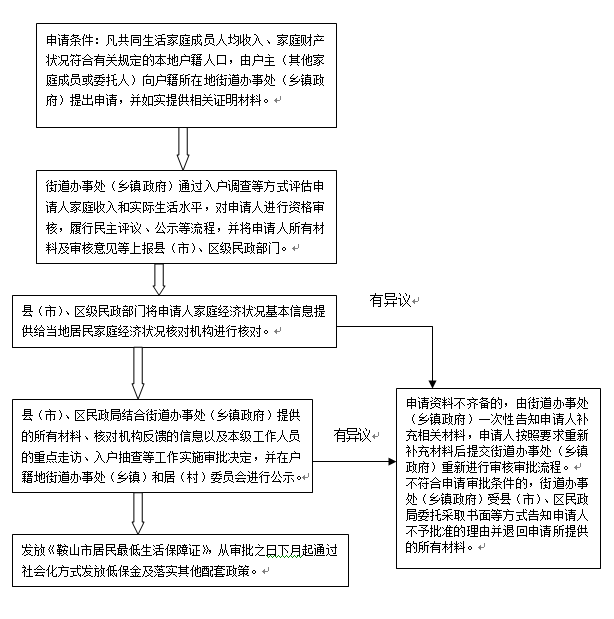 申请条件：凡共同生活家庭成员人均收入、家庭财产
状况符合有关规定的本地户籍人口，由户主（其他家
庭成员或委托人）向户籍所在地街道办事处（乡镇政
府）提出申请，并如实提供相关证明材料。
街道办事处（乡镇政府）通过入户调查等方式评估申
请人家庭收入和实际生活水平，对申请人进行资格审
核，履行民主评议、公示等流程，并将申请人所有材
料及审核意见等上报县（市）、区级民政部门。
县（市）、区级民政部门将申请人家庭经济状况基本信息提
供给当地居民家庭经济状况核对机构进行核对。
有异议
县（市）、区民政局结合街道办事处（乡镇政府）提供
的所有材料、核对机构反馈的信息以及本级工作人员
的重点走访、入户抽查等工作实施审批决定，并在户
籍地街道办事处（乡镇）和居（村）委员会进行公示。
有异议
申请资料不齐备的，由街道办事处
（乡镇政府）一次性告知申请人补
充相关材料，申请人按照要求重新
补充材料后提交街道办事处（乡镇
政府）重新进行审核审批流程。
不符合申请审批条件的，街道办事
处（乡镇政府）受县（市）、区民政
局委托采取书面等方式告知申请人
不予批准的理由并退回申请所提供
的所有材料。
发放《鞍山市居民最低生活保障证》，从审批之日下月起通过
社会化方式发放低保金及落实其他配套政策。